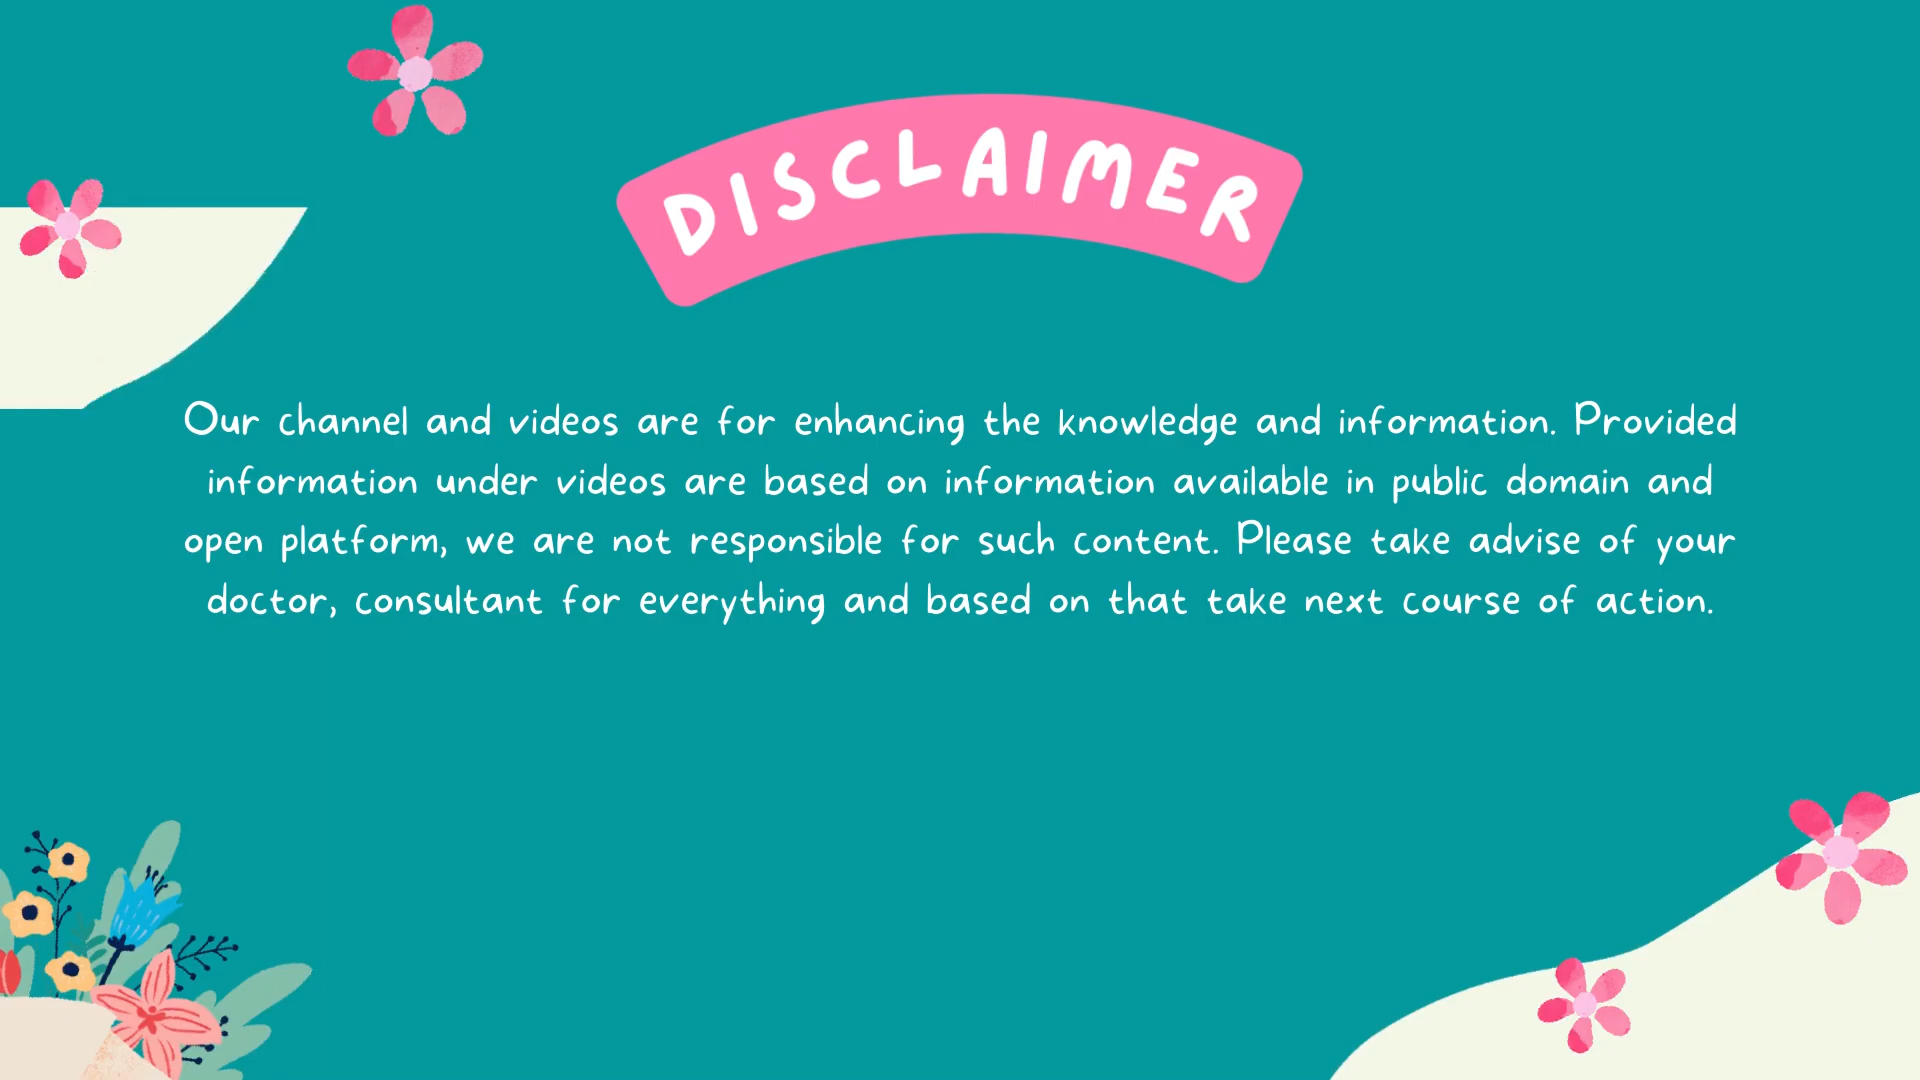 DISCLAIMER
Our channel and videos are for enhancing the knowledge and information. Provided
information under videos are based on information available in public domain and
open platform, we are not responsible for such content. Please take advise of your
doctor, consultant for everything and based on that take next course of action.